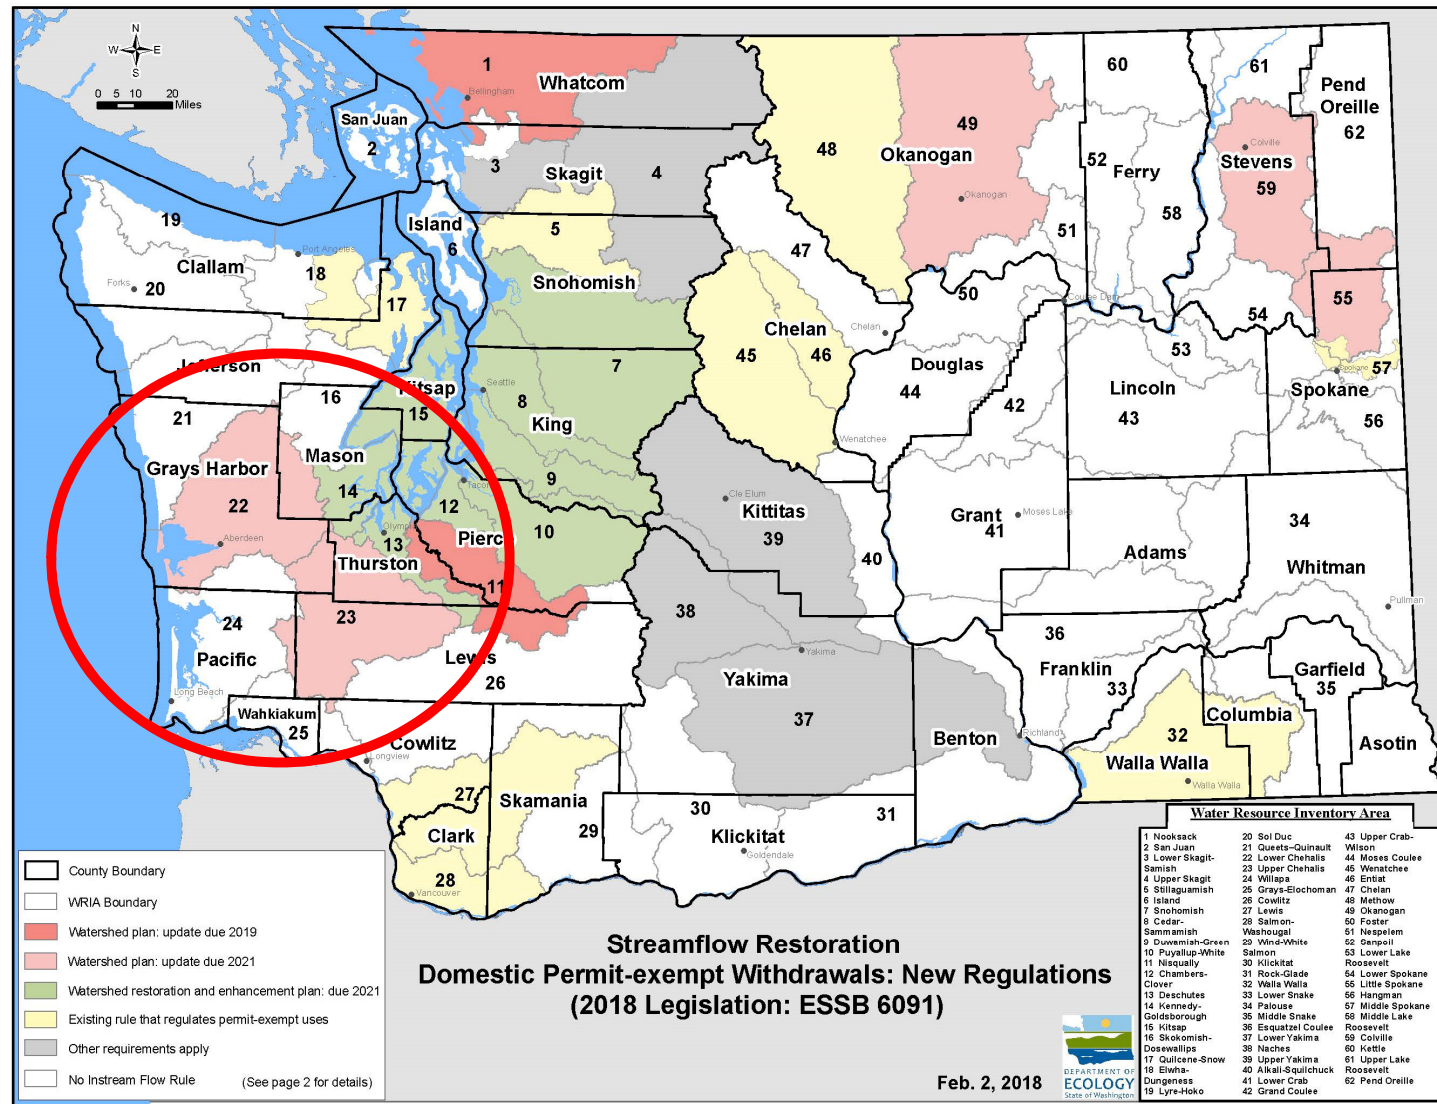 N
W E
S
0 5 10 20
Miles
1
Whatcom
Bellingham
San Juan
2
3
Skagit
4
48
49
Okanogan
Okanogan
60
61
Pend
Oreille
62
52
Ferry
58
Colville
Stevens
59
51
19
Island
6
5
Snohomish
47
50
Coulee Dam
Port Angeles
Clallam
18
17
Forks
20
Chelan
Chelan
45
46
Douglas
44
54
55
53
Spokane
57
Jefferson
16
Kitsap
15
Seattle
8
7
King
42
Lincoln
43
Spokane
56
21
Grays Harbor
Mason
14
22
Aberdeen
Wenatchee
9
Tacoma
12
Pierce
10
Cle Elum
Kittitas
39
40
Grant
41
Moses Lake
Adams
34
Whitman
Pullman
Olympia
13
Thurston
11
24
Pacific
23
Lewis
26
38
Yakima
Yakima
37
36
Franklin
33
Garfield
35
Long Beach
Wahkiakum
25
Cowlitz
Longview
Benton
Richland
32
Walla Walla
Walla Walla
Columbia
Asotin
27
Clark
28
Vancouver
Skamania
29
30
Klickitat
Goldendale
31
County Boundary
WRIA Boundary
Watershed plan: update due 2019
Watershed plan: update due 2021
Watershed restoration and enhancement plan: due 2021
Existing rule that regulates permit-exempt uses
Other requirements apply
No Instream Flow Rule (See page 2 for details)
Streamflow Restoration
Domestic Permit-exempt Withdrawals: New Regulations
(2018 Legislation: ESSB 6091)
Feb. 2, 2018
DEPARTMENT OF
ECOLOGY
State of Washington
Water Resource Inventory Area
1 Nooksack
2 San Juan
3 Lower Skagit-
Samish
4 Upper Skagit
5 Stillaguamish
6 Island
7 Snohomish
8 Cedar-
Sammamish
9 Duwamish-Green
10 Puyallup-White
11 Nisqually
12 Chambers-
Clover
13 Deschutes
14 Kennedy-
Goldsborough
15 Kitsap
16 Skokomish-
Dosewallips
17 Quilcene-Snow
18 Elwha-
Dungeness
19 Lyre-Hoko
20 Sol Duc
21 Queets-Quinault
22 Lower Chehalis
23 Upper Chehalis
24 Willapa
25 Grays-Elochoman
26 Cowlitz
27 Lewis
28 Salmon-
Washougal
29 Wind-White
Salmon
30 Klickitat
31 Rock-Glade
32 Walla Walla
33 Lower Snake
34 Palouse
35 Middle Snake
36 Esquatzel Coulee
37 Lower Yakima
38 Naches
39 Upper Yakima
40 Alkali-Squilchuck
41 Lower Crab
42 Grand Coulee
43 Upper Crab-
Wilson
44 Moses Coulee
45 Wenatchee
46 Entiat
47 Chelan
48 Methow
49 Okanogan
50 Foster
51 Nespelem
52 Sanpoil
53 Lower Lake
Roosevelt
54 Lower Spokane
55 Little Spokane
56 Hangman
57 Middle Spokane
58 Middle Lake
Roosevelt
59 Colville
60 Kettle
61 Upper Lake
Roosevelt
62 Pend Oreille